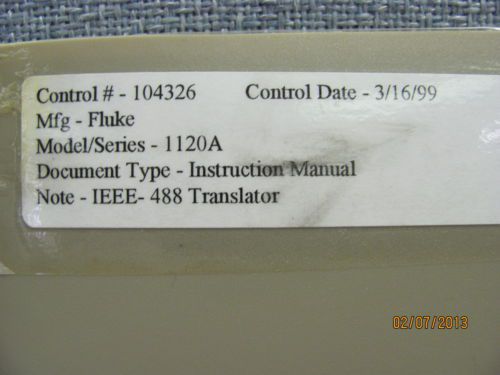 Control # - 104326 Control Date - 3/16/99
Mfg - Fluke
Model/Series - 1120A
Document Type - Instruction Manual
Note - IEEE- 488 Translator
02/07/2013